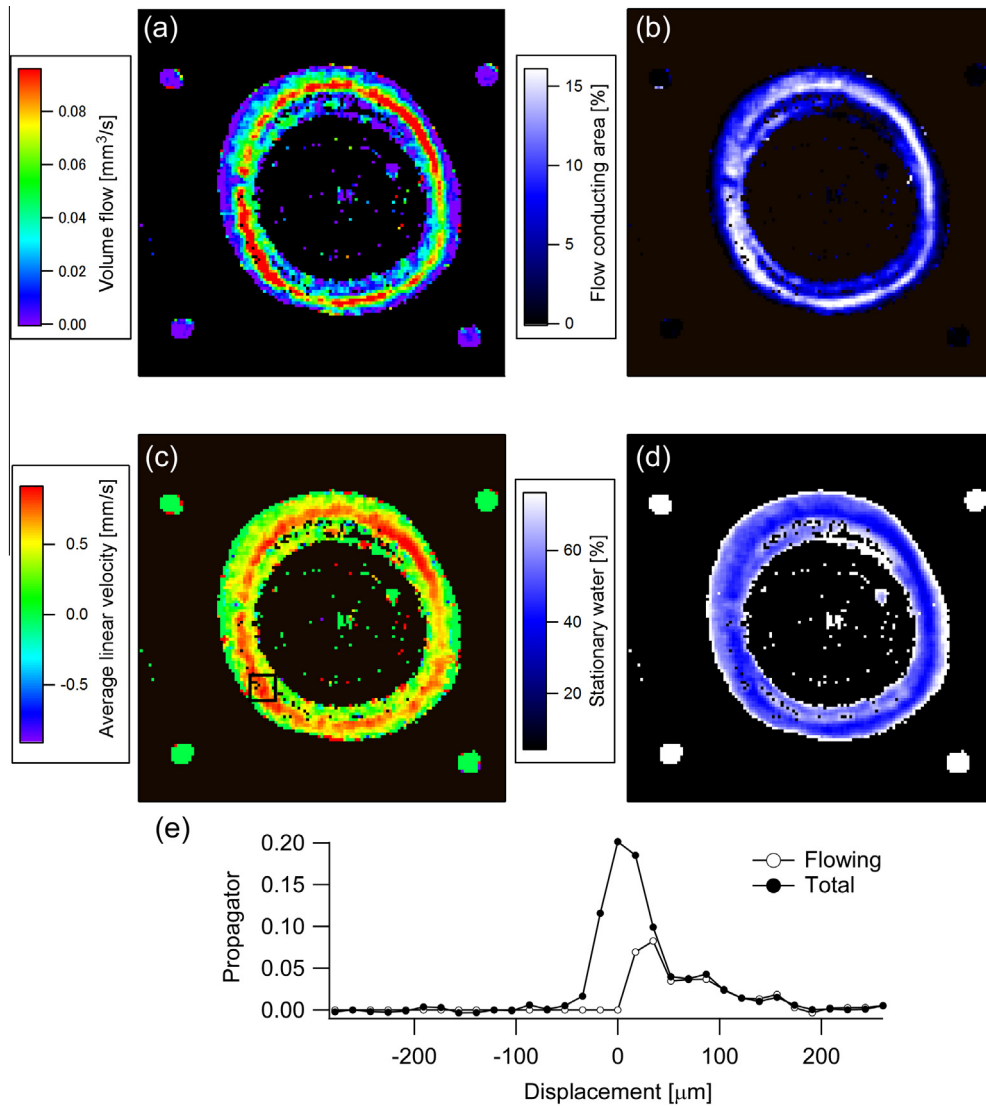 (a)
Volume flow [mm³/s]
0.08
0.06
0.04
0.02
0.00
(b)
Flow conducting area [%]
15
10
5
0
(c)
Average linear velocity [mm/s]
0.5
0.0
-0.5
(d)
Stationary water [%]
60
40
20
(e)
Propagator
0.20
0.15
0.10
0.05
0.00
Flowing
Total
-200 -100 0 100 200
Displacement [μm]